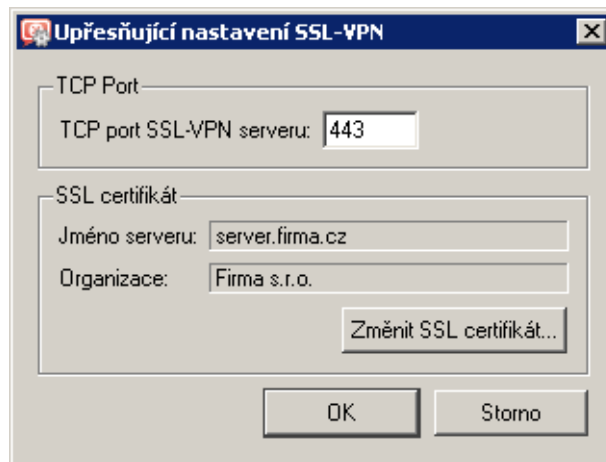 Upřesňující nastavení SSL-VPN
TCP Port
TCP port SSL-VPN serveru: 443
SSL certifikát
Jméno serveru: server.firma.cz
Organizace: Firma s.r.o.
Změnit SSL certifikát...
OK Storno